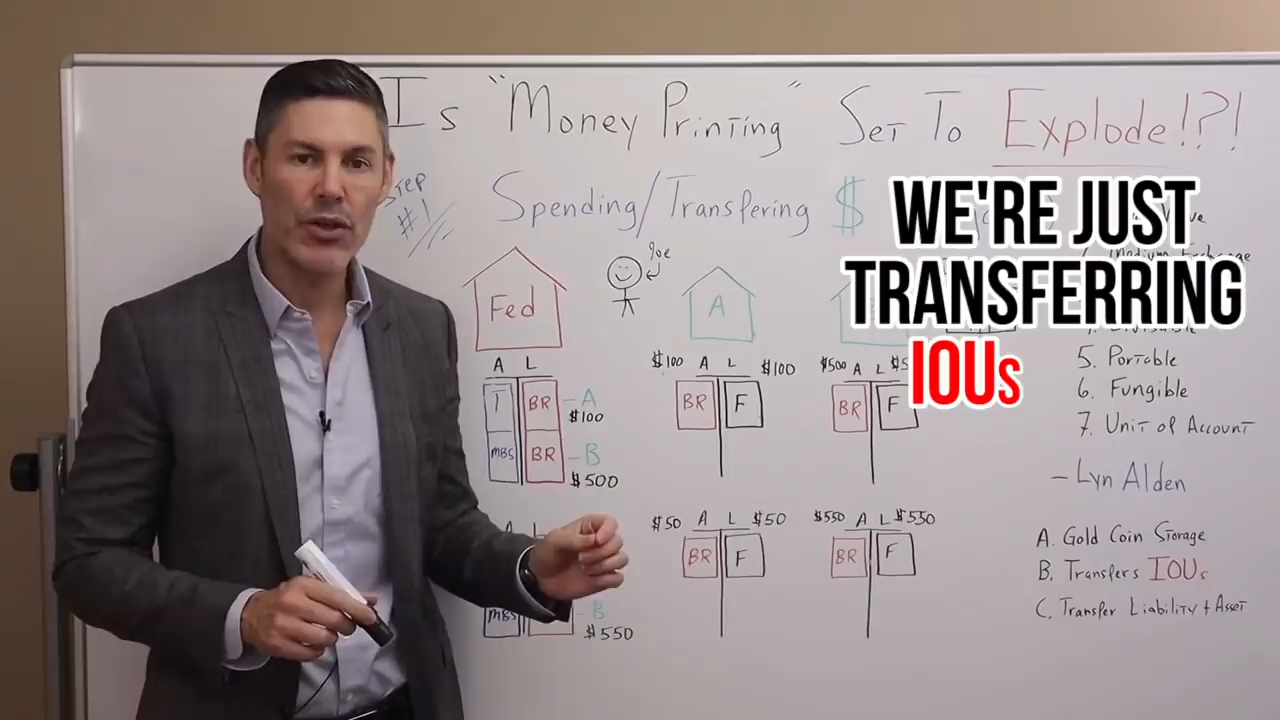 Is "Money Printing" Set To Explode!?!
STEP #1
Spending/Transfering $
WE'RE JUST
TRANSFERRING
IOUs
Joe
Fed
A
A L
$100 A L $100
$500 A L
T BR - A
$100
BR F
BR F
MBS BR - B
$500
5. Portable
6. Fungible
7. Unit of Account
- Lyn Alden
A L
$50 A L $50
$550 A L $550
BR F
BR F
MBS - B
$550
A. Gold Coin Storage
B. Transfers IOUs
C. Transfer Liability + Asset